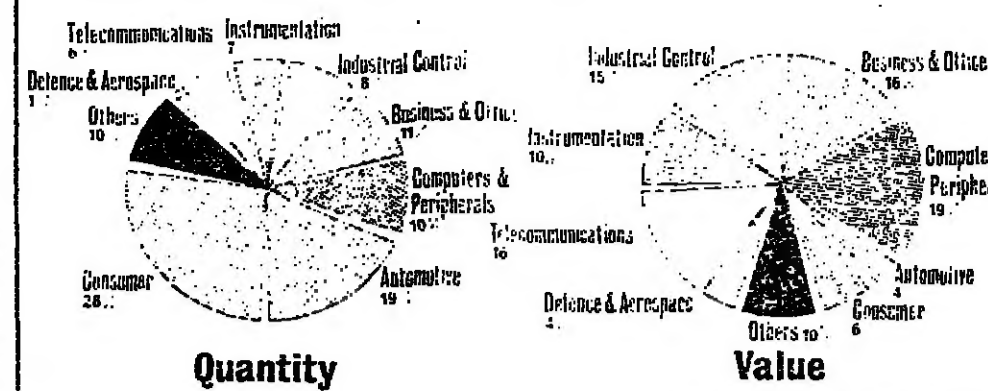 Telecommunications
6
Instrumentation
7
Industrial Control
8
Defence & Aerospace
1
Others
10
Business & Office
11
Computers &
Peripherals
10
Consumer
28
Automotive
19
Quantity
Industrial Control
15
Business & Office
16
Instrumentation
10
Compute
Periphe
19
Telecommunications
16
Automotive
4
Defence & Aerospace
4
Consumer
6
Others 10
Value